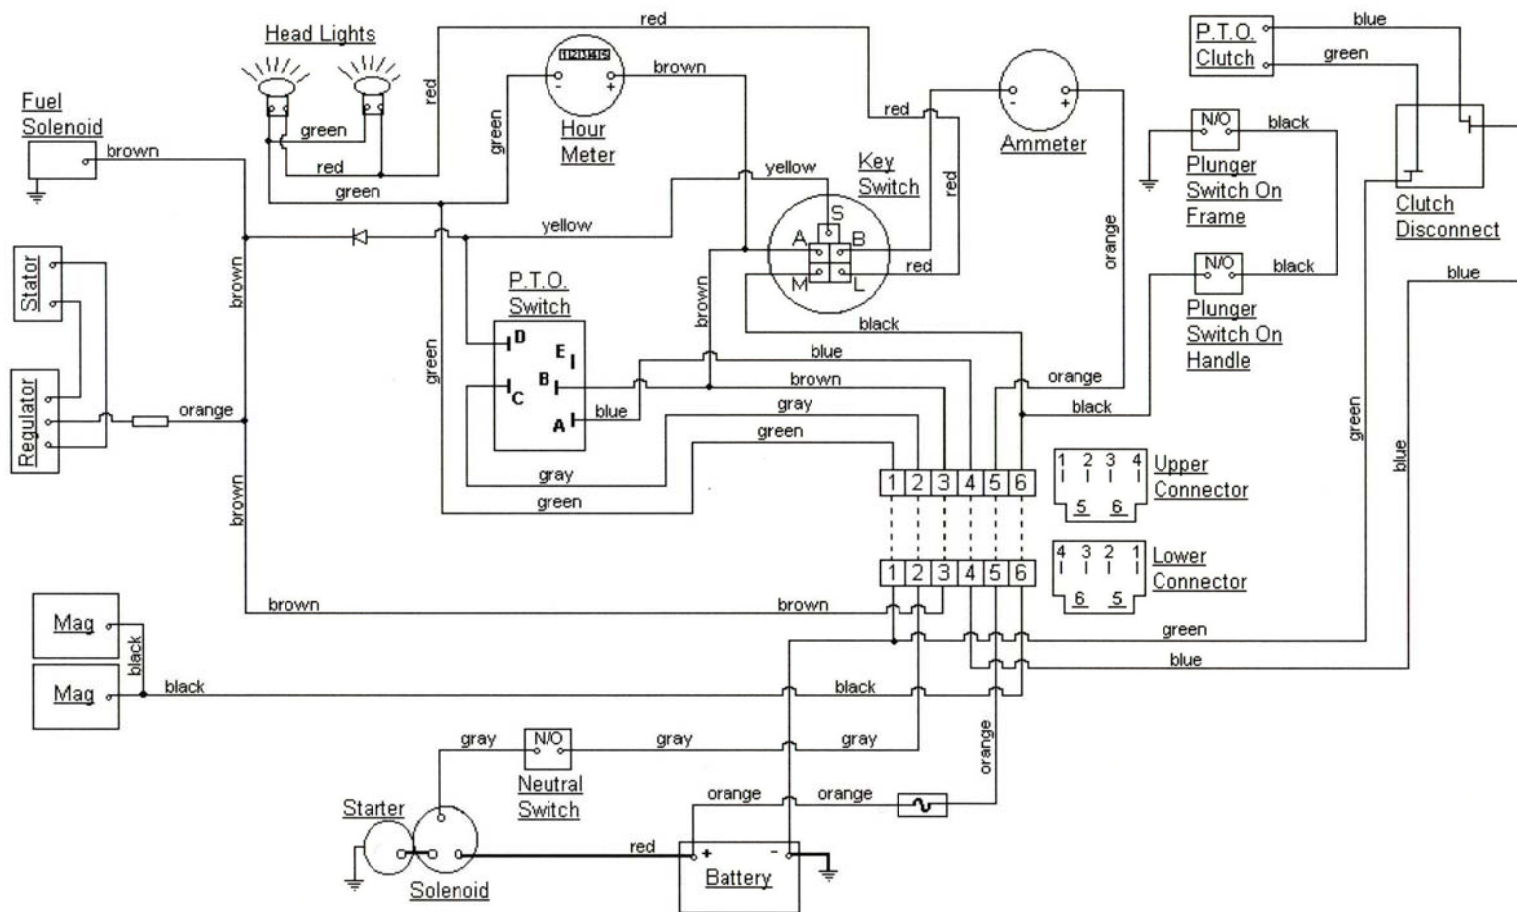 red
blue
Head Lights
P.T.O.
Clutch
green
12345
brown
- +
Hour
Meter
- +
Ammeter
red
red
green
green
red
green
Fuel
Solenoid
brown
N/O
black
Plunger
Switch On
Frame
Clutch
Disconnect
yellow
Key
Switch
red
yellow
S
A B
M L
red
orange
brown
Stator
N/O
black
Plunger
Switch On
Handle
blue
P.T.O.
Switch
brown
black
D
E
B
C
A
green
blue
brown
orange
gray
blue
black
green
Regulator
orange
green
blue
gray
green
brown
1 2 3 4 5 6
1 2 3 4
5 6
Upper
Connector
1 2 3 4 5 6
4 3 2 1
6 5
Lower
Connector
brown
brown
Mag
black
green
blue
Mag
black
black
gray
N/O
gray
gray
orange
Neutral
Switch
orange
orange
Starter
red
+ -
Battery
Solenoid